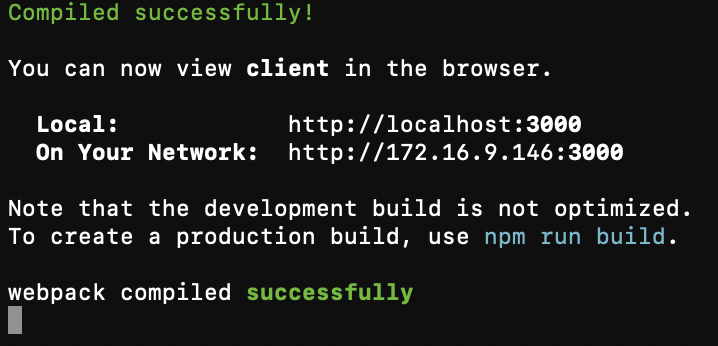 Compiled successfully!
You can now view client in the browser.
Local: http://localhost:3000
On Your Network: http://172.16.9.146:3000
Note that the development build is not optimized.
To create a production build, use npm run build.
webpack compiled successfully